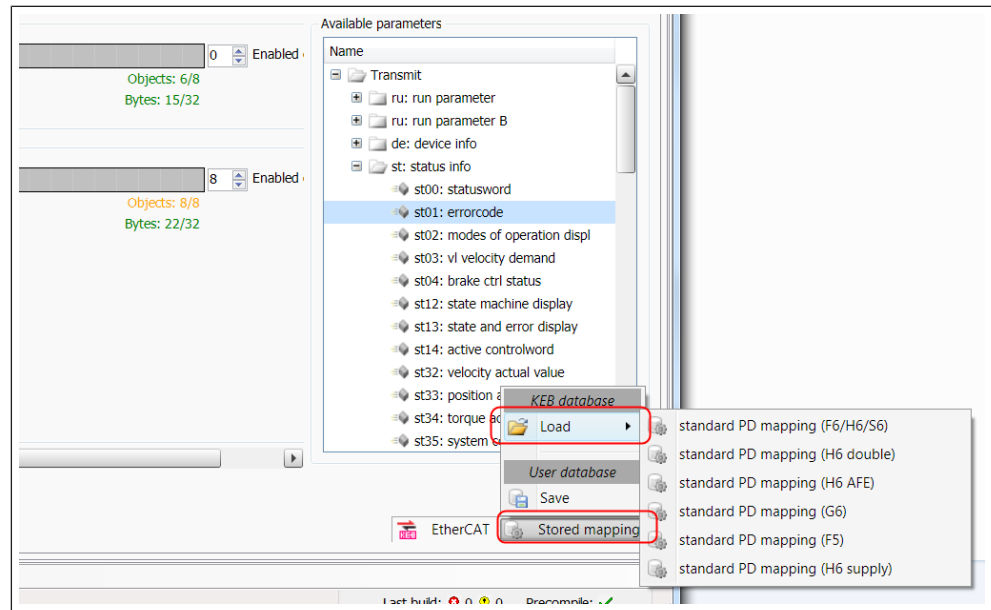 Available parameters
Name
0 Enabled
Objects: 6/8
Bytes: 15/32
8 Enabled
Objects: 8/8
Bytes: 22/32
Transmit
ru: run parameter
ru: run parameter B
de: device info
st: status info
st00: statusword
st01: errorcode
st02: modes of operation displ
st03: vl velocity demand
st04: brake ctrl status
st12: state machine display
st13: state and error display
st14: active controlword
st32: velocity actual value
st33: position
st34: torque
st35: system
KEB database
Load
User database
Save
Stored mapping
standard PD mapping (F6/H6/S6)
standard PD mapping (H6 double)
standard PD mapping (H6 AFE)
standard PD mapping (G6)
standard PD mapping (F5)
standard PD mapping (H6 supply)
KEB EtherCAT
Last build: 0 0 Precompile: